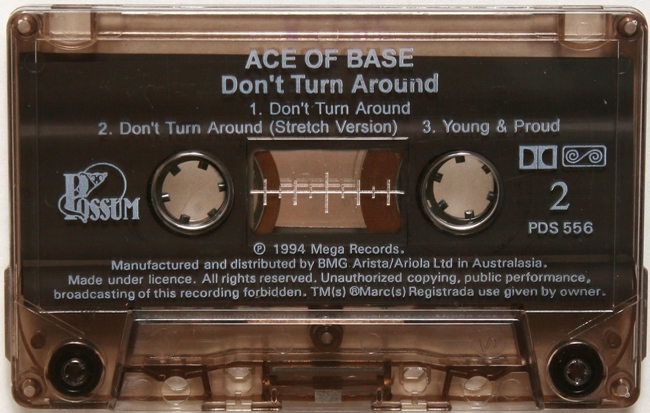 ACE OF BASE
Don't Turn Around
1. Don't Turn Around
2. Don't Turn Around (Stretch Version) 3. Young & Proud
POSSUM
2
PDS 556
℗ 1994 Mega Records.
Manufactured and distributed by BMG Arista/Ariola Ltd in Australasia.
Made under licence. All rights reserved. Unauthorized copying, public performance,
broadcasting of this recording forbidden. TM(s) ®Marc(s) Registrada use given by owner.